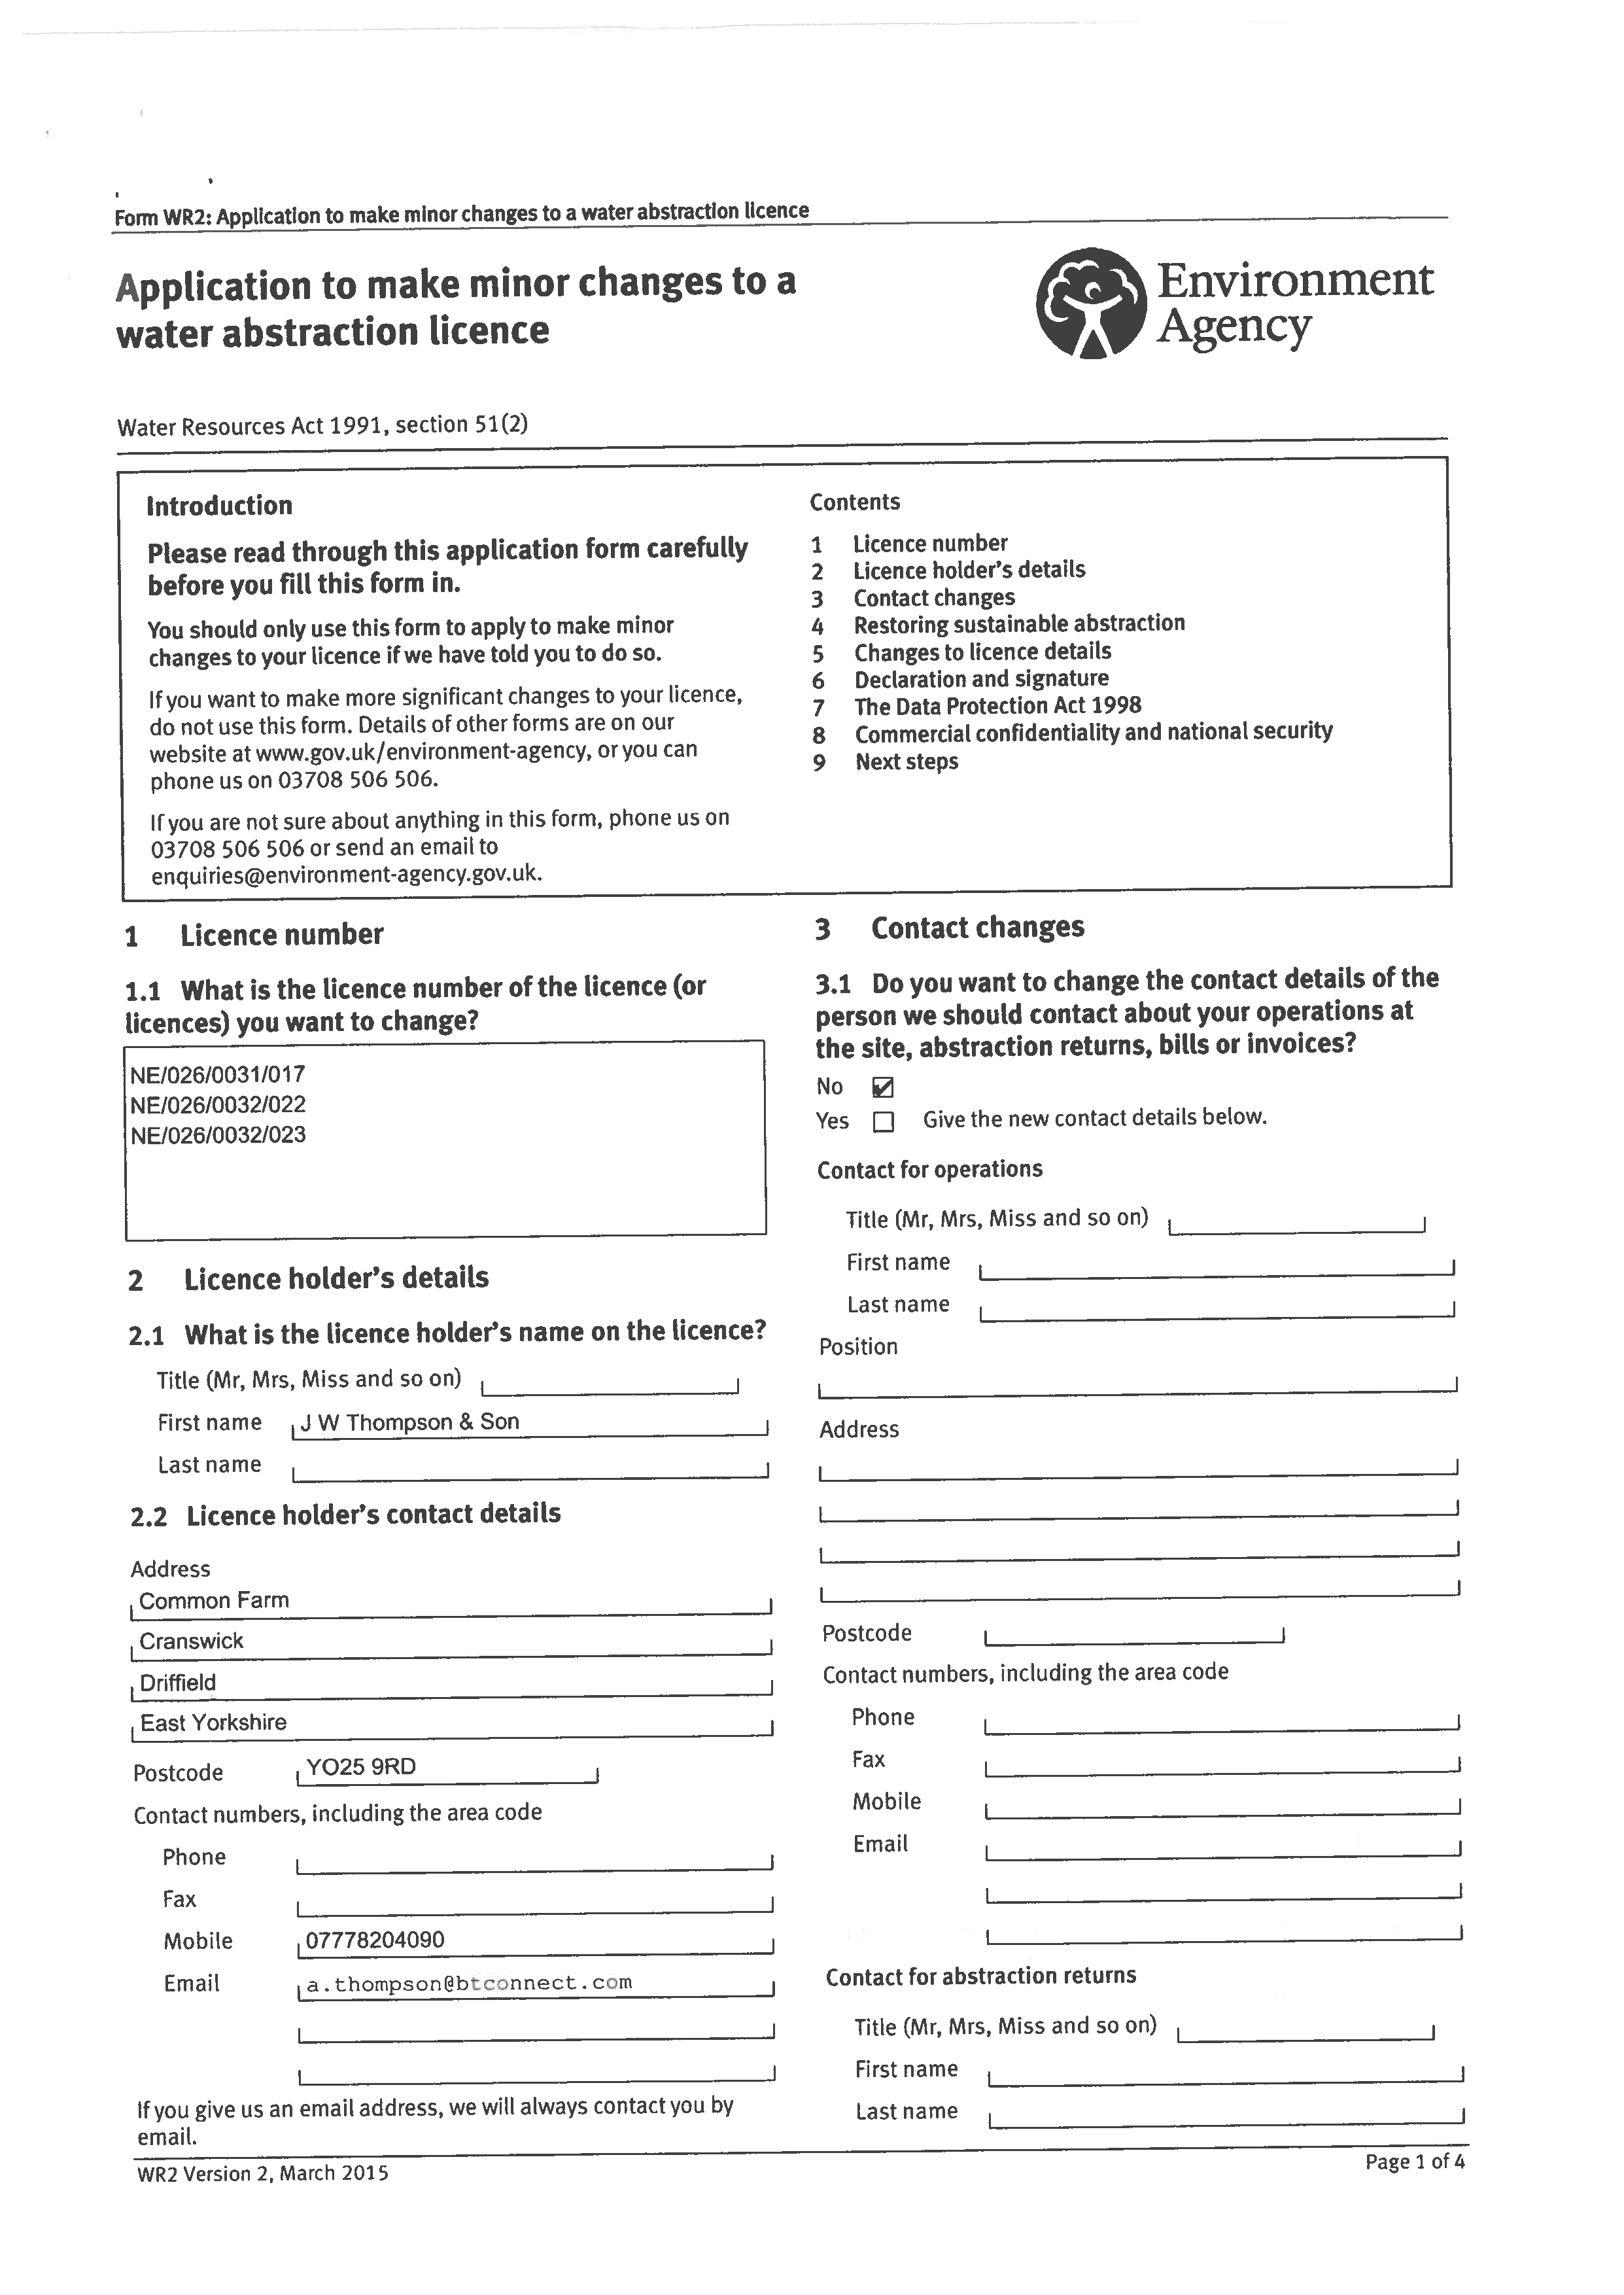 Form WR2: Application to make minor changes to a water abstraction licence
Application to make minor changes to a
water abstraction licence
Environment
Agency
Water Resources Act 1991, section 51(2)
Introduction
Please read through this application form carefully
before you fill this form in.
You should only use this form to apply to make minor
changes to your licence if we have told you to do so.
If you want to make more significant changes to your licence,
do not use this form. Details of other forms are on our
website at www.gov.uk/environment-agency, or you can
phone us on 03708 506 506.
If you are not sure about anything in this form, phone us on
03708 506 506 or send an email to
enquiries@environment-agency.gov.uk.
Contents
1 Licence number
2 Licence holder's details
3 Contact changes
4 Restoring sustainable abstraction
5 Changes to licence details
6 Declaration and signature
7 The Data Protection Act 1998
8 Commercial confidentiality and national security
9 Next steps
1 Licence number
1.1 What is the licence number of the licence (or
licences) you want to change?
NE/026/0031/017
NE/026/0032/022
NE/026/0032/023
2 Licence holder's details
2.1 What is the licence holder's name on the licence?
Title (Mr, Mrs, Miss and so on)
First name J W Thompson & Son
Last name
2.2 Licence holder's contact details
Address
Common Farm
Cranswick
Driffield
East Yorkshire
Postcode YO25 9RD
Contact numbers, including the area code
Phone
Fax
Mobile 07778204090
Email a.thompson@btconnect.com
If you give us an email address, we will always contact you by
email.
3 Contact changes
3.1 Do you want to change the contact details of the
person we should contact about your operations at
the site, abstraction returns, bills or invoices?
No
Yes Give the new contact details below.
Contact for operations
Title (Mr, Mrs, Miss and so on)
First name
Last name
Position
Address
Postcode
Contact numbers, including the area code
Phone
Fax
Mobile
Email
Contact for abstraction returns
Title (Mr, Mrs, Miss and so on)
First name
Last name
WR2 Version 2, March 2015
Page 1 of 4